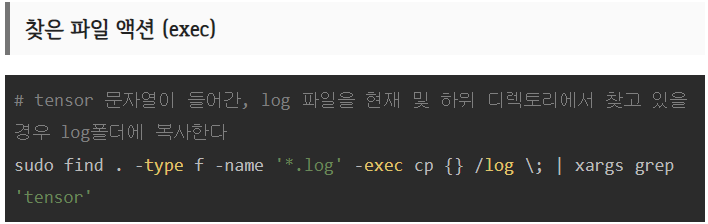 찾은 파일 액션 (exec)
# tensor 문자열이 들어간, log 파일을 현재 및 하위 디렉토리에서 찾고 있을
경우 log폴더에 복사한다
sudo find . -type f -name '*.log' -exec cp {} /log \; | xargs grep
'tensor'